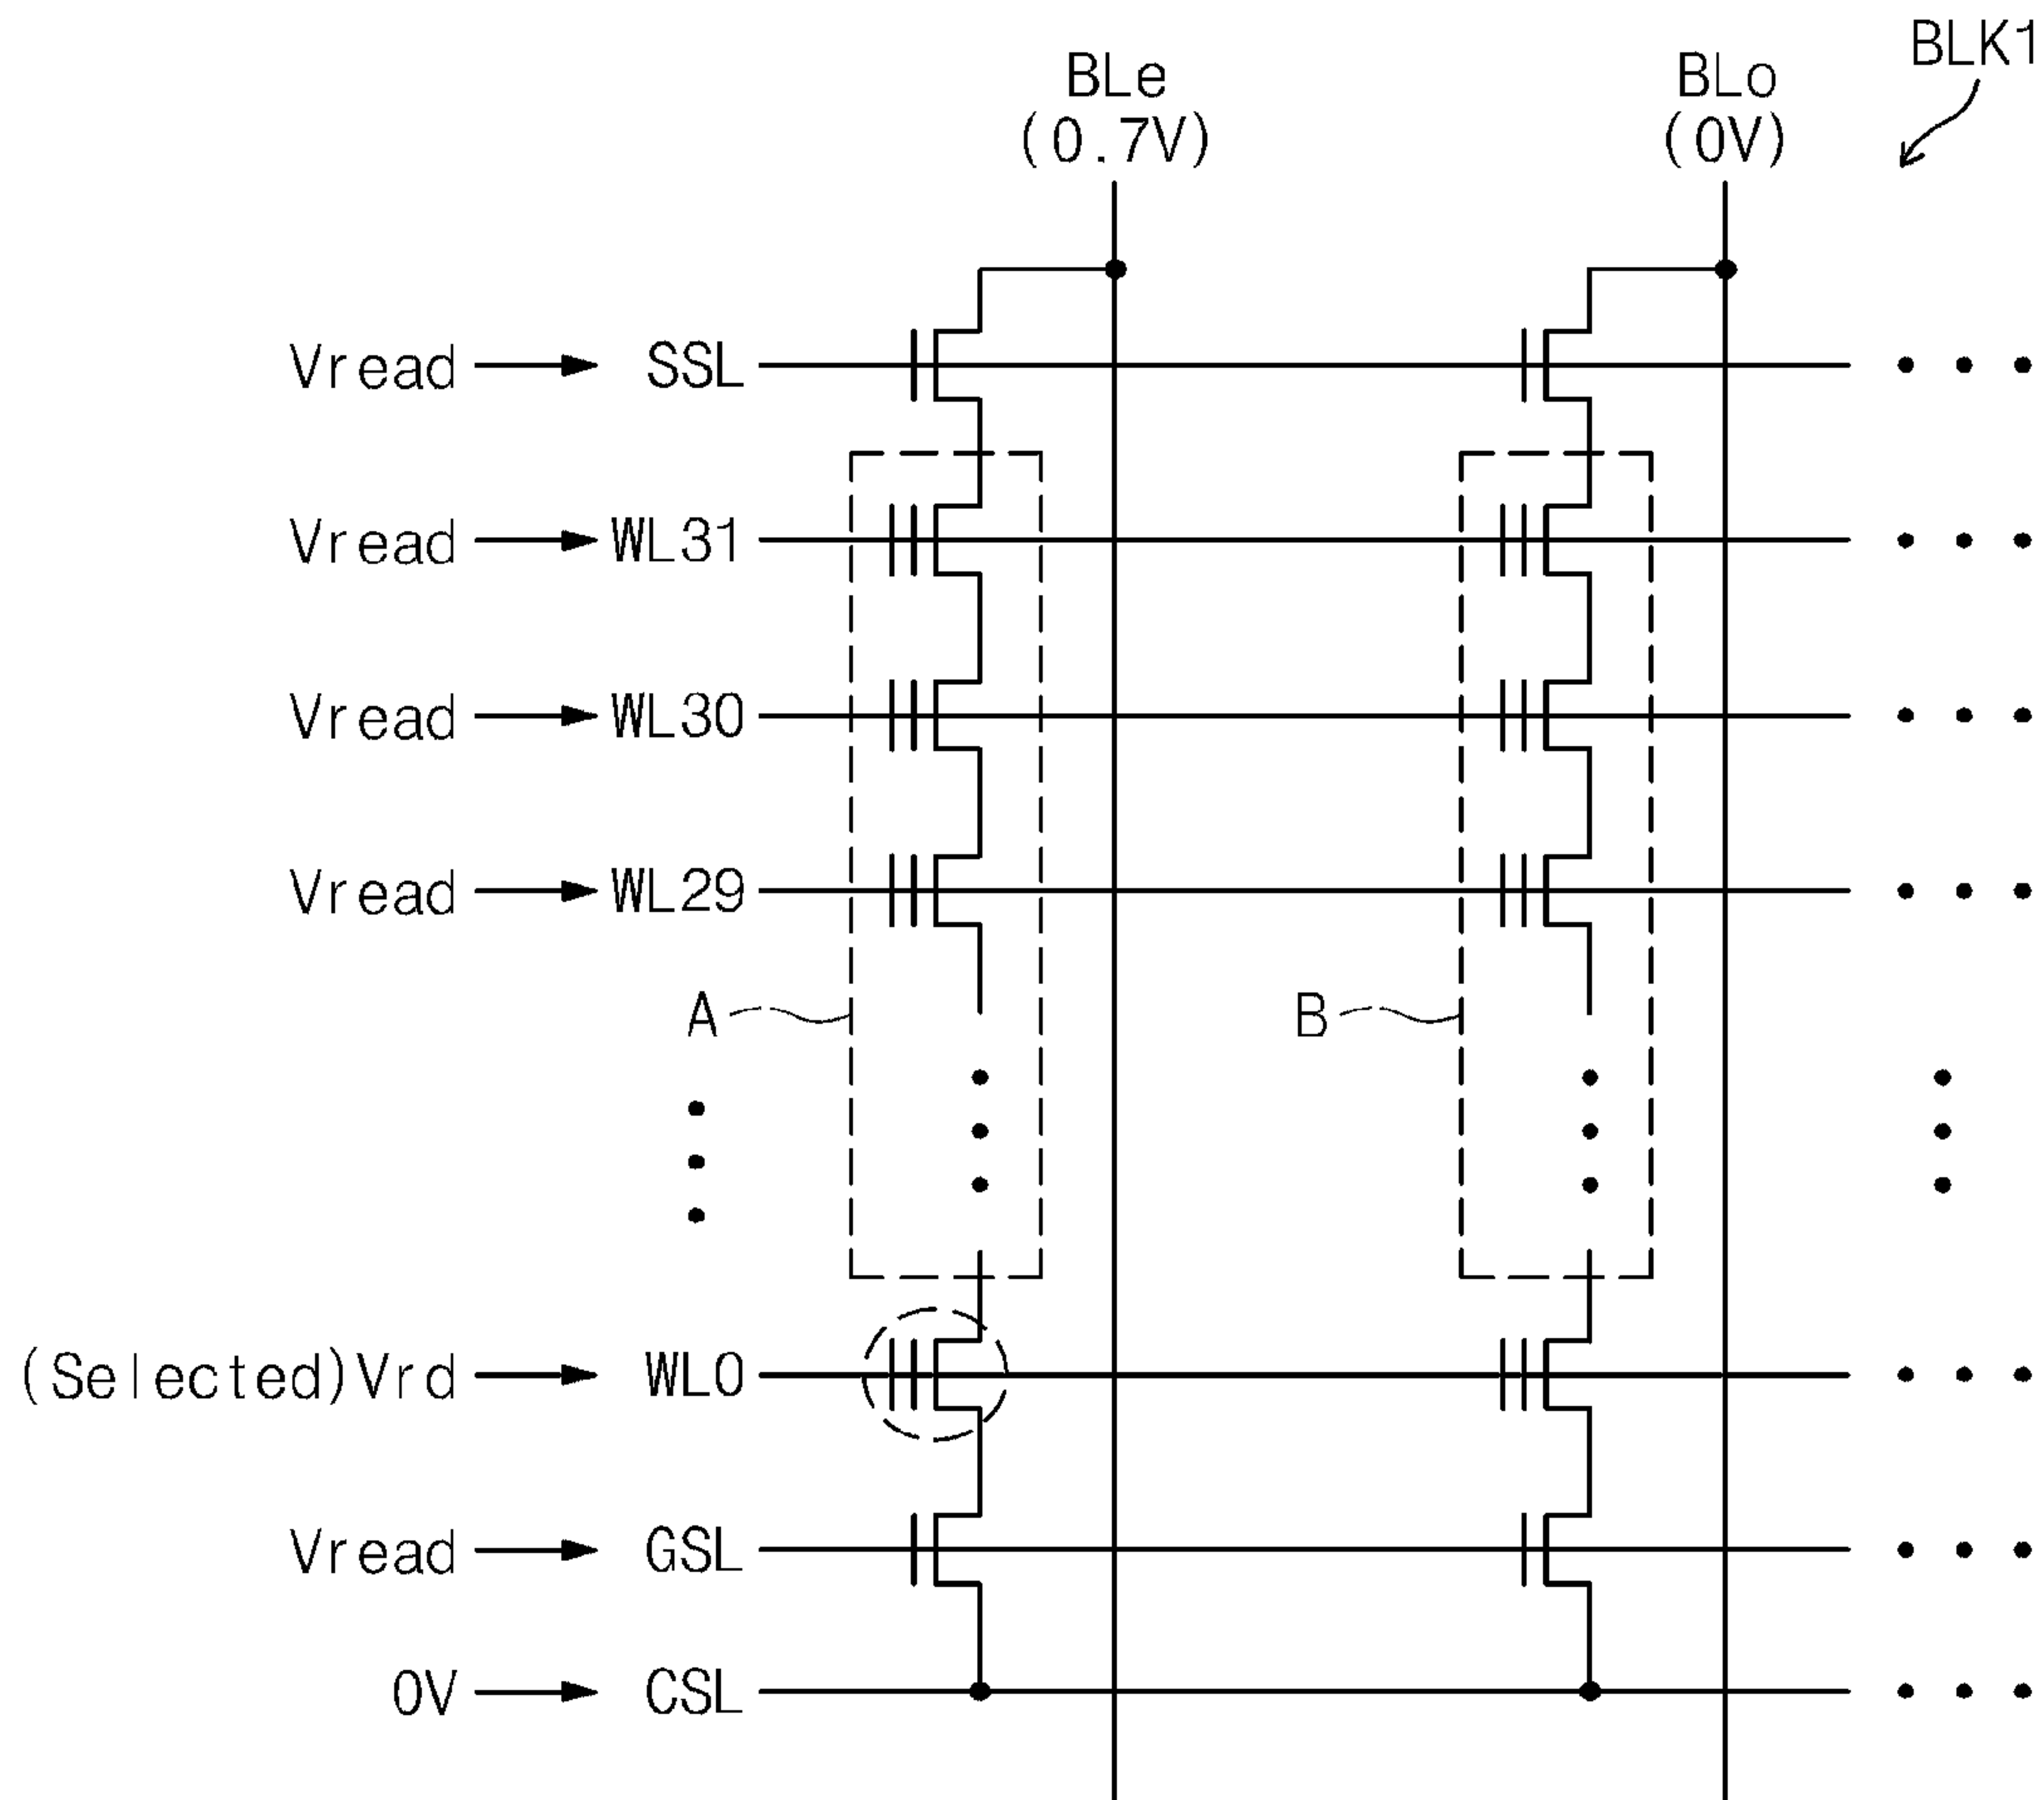 BLK1
BLe
(0.7V)
BLo
(0V)
Vread SSL
Vread WL31
Vread WL30
Vread WL29
A
B
(Selected)Vrd WL0
Vread GSL
0V CSL